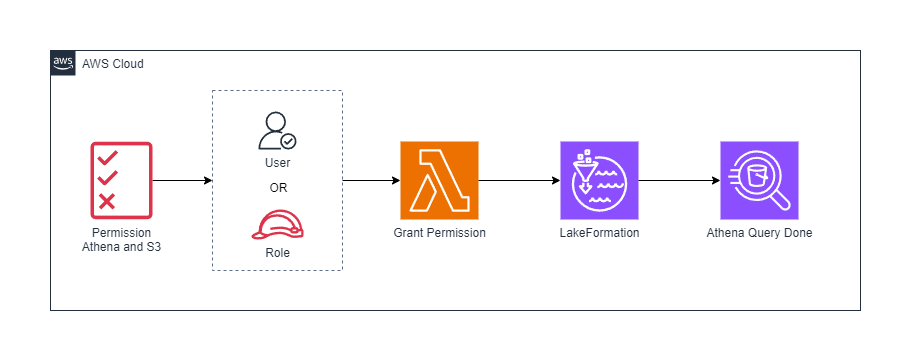 aws
AWS Cloud
User
OR
Role
Permission
Athena and S3
Grant Permission
LakeFormation
Athena Query Done